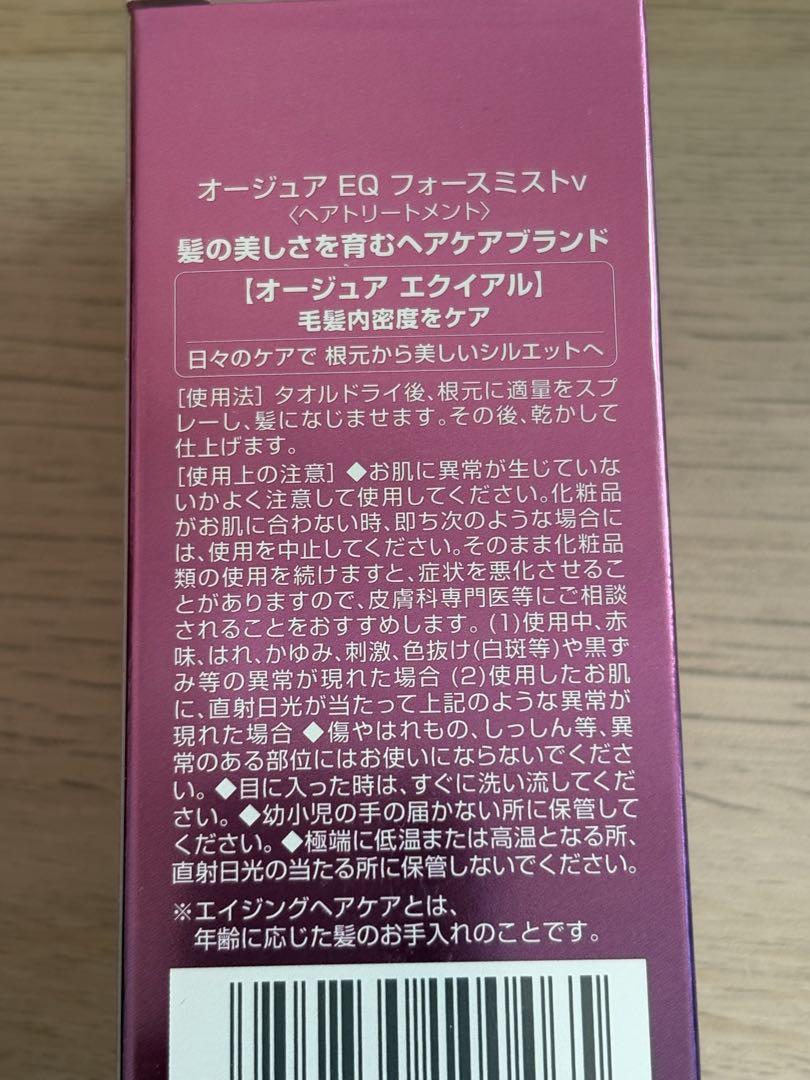 オージュア EQ フォースミストv
〈ヘアトリートメント〉
髪の美しさを育むヘアケアブランド
【オージュア エクイアル】
毛髪内密度をケア
日々のケアで 根元から美しいシルエットへ
［使用法］ タオルドライ後、根元に適量をスプ
レーし、髪になじませます。その後、乾かして
仕上げます。
［使用上の注意］ ◆お肌に異常が生じていな
いかよく注意して使用してください。化粧品
がお肌に合わない時、即ち次のような場合に
は、使用を中止してください。そのまま化粧品
類の使用を続けますと、症状を悪化させるこ
とがありますので、皮膚科専門医等にご相談
されることをおすすめします。 (1)使用中、赤
味、はれ、かゆみ、刺激、色抜け(白斑等)や黒ず
み等の異常が現れた場合 (2)使用したお肌
に、直射日光が当たって上記のような異常が
現れた場合 ◆傷やはれもの、しっしん等、異
常のある部位にはお使いにならないでくださ
い。 ◆目に入った時は、すぐに洗い流してくだ
さい。 ◆幼小児の手の届かない所に保管して
ください。 ◆極端に低温または高温となる所、
直射日光の当たる所に保管しないでください。
※エイジングヘアケアとは、
年齢に応じた髪のお手入れのことです。